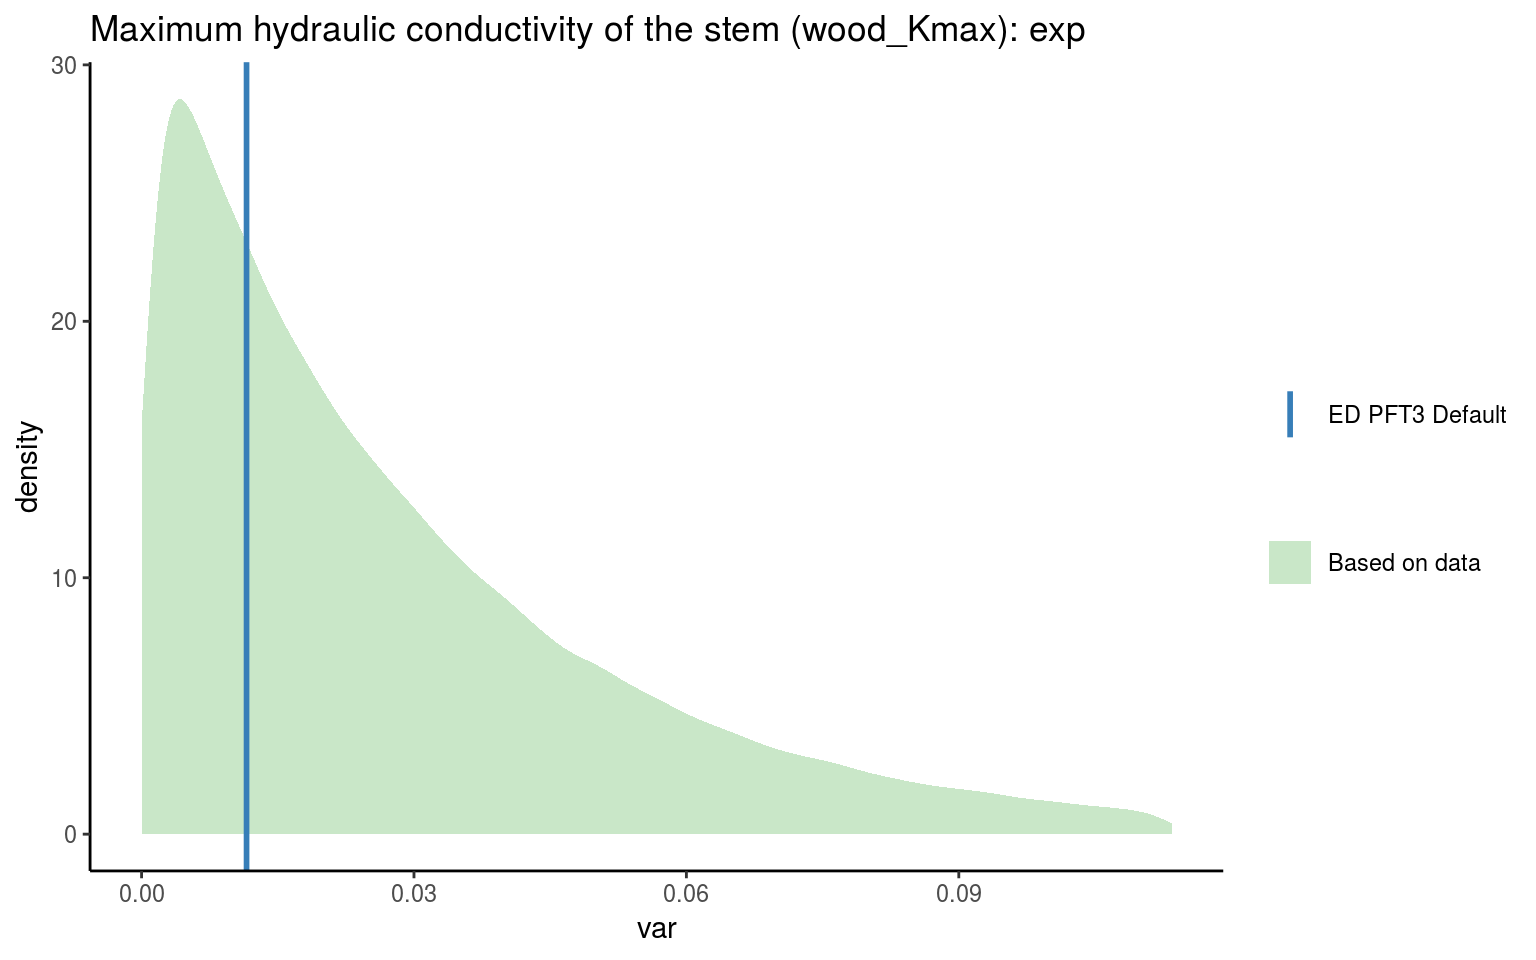 Maximum hydraulic conductivity of the stem (wood_Kmax): exp
30
20
10
0
density
0.00 0.03 0.06 0.09
var
ED PFT3 Default
Based on data